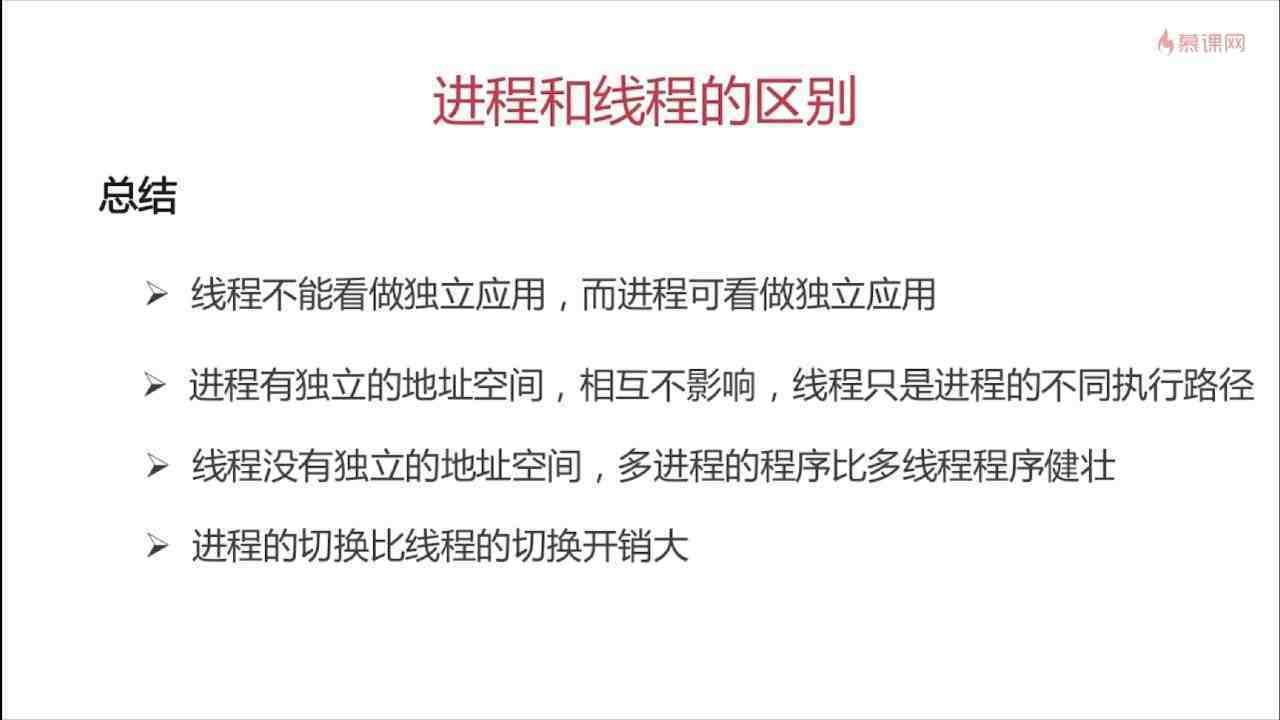 慕课网
进程和线程的区别
总结
线程不能看做独立应用，而进程可看做独立应用
进程有独立的地址空间，相互不影响，线程只是进程的不同执行路径
线程没有独立的地址空间，多进程的程序比多线程程序健壮
进程的切换比线程的切换开销大